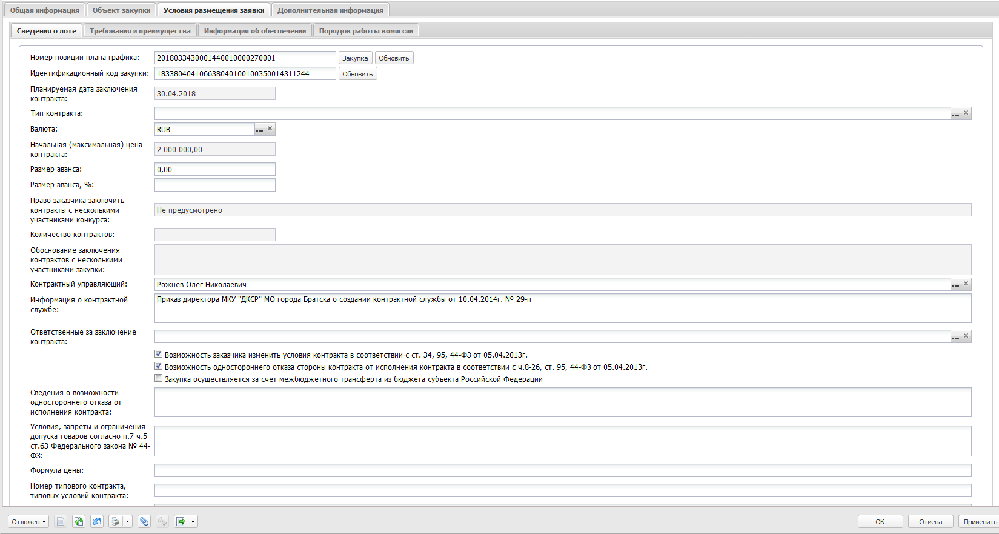 Общая информация
Объект закупки
Условия размещения заявки
Дополнительная информация
Сведения о лоте
Требования и преимущества
Информация об обеспечении
Порядок работы комиссии
Номер позиции плана-графика:
2018033430001440010000270001
Закупка
Обновить
Идентификационный код закупки:
183380404106638040100100350014311244
Обновить
Планируемая дата заключения
контракта:
30.04.2018
Тип контракта:
Валюта:
RUB
Начальная (максимальная) цена
контракта:
2 000 000,00
Размер аванса:
0,00
Размер аванса, %:
Право заказчика заключить
контракты с несколькими
участниками конкурса:
Не предусмотрено
Количество контрактов:
Обоснование заключения
контрактов с несколькими
участниками закупки:
Контрактный управляющий:
Рожнев Олег Николаевич
Информация о контрактной
службе:
Приказ директора МКУ "ДКСР" МО города Братска о создании контрактной службы от 10.04.2014г. № 29-п
Ответственные за заключение
контракта:
Возможность заказчика изменить условия контракта в соответствии с ст. 34, 95, 44-ФЗ от 05.04.2013г.
Возможность одностороннего отказа стороны контракта от исполнения контракта в соответствии с ч.8-26, ст. 95, 44-ФЗ от 05.04.2013г.
Закупка осуществляется за счет межбюджетного трансферта из бюджета субъекта Российской Федерации
Сведения о возможности
одностороннего отказа от
исполнения контракта:
Условия, запреты и ограничения
допуска товаров согласно п.7 ч.5
ст.63 Федерального закона № 44-
ФЗ:
Формула цены:
Номер типового контракта,
типовых условий контракта:
Отложен
OK
Отмена
Применить